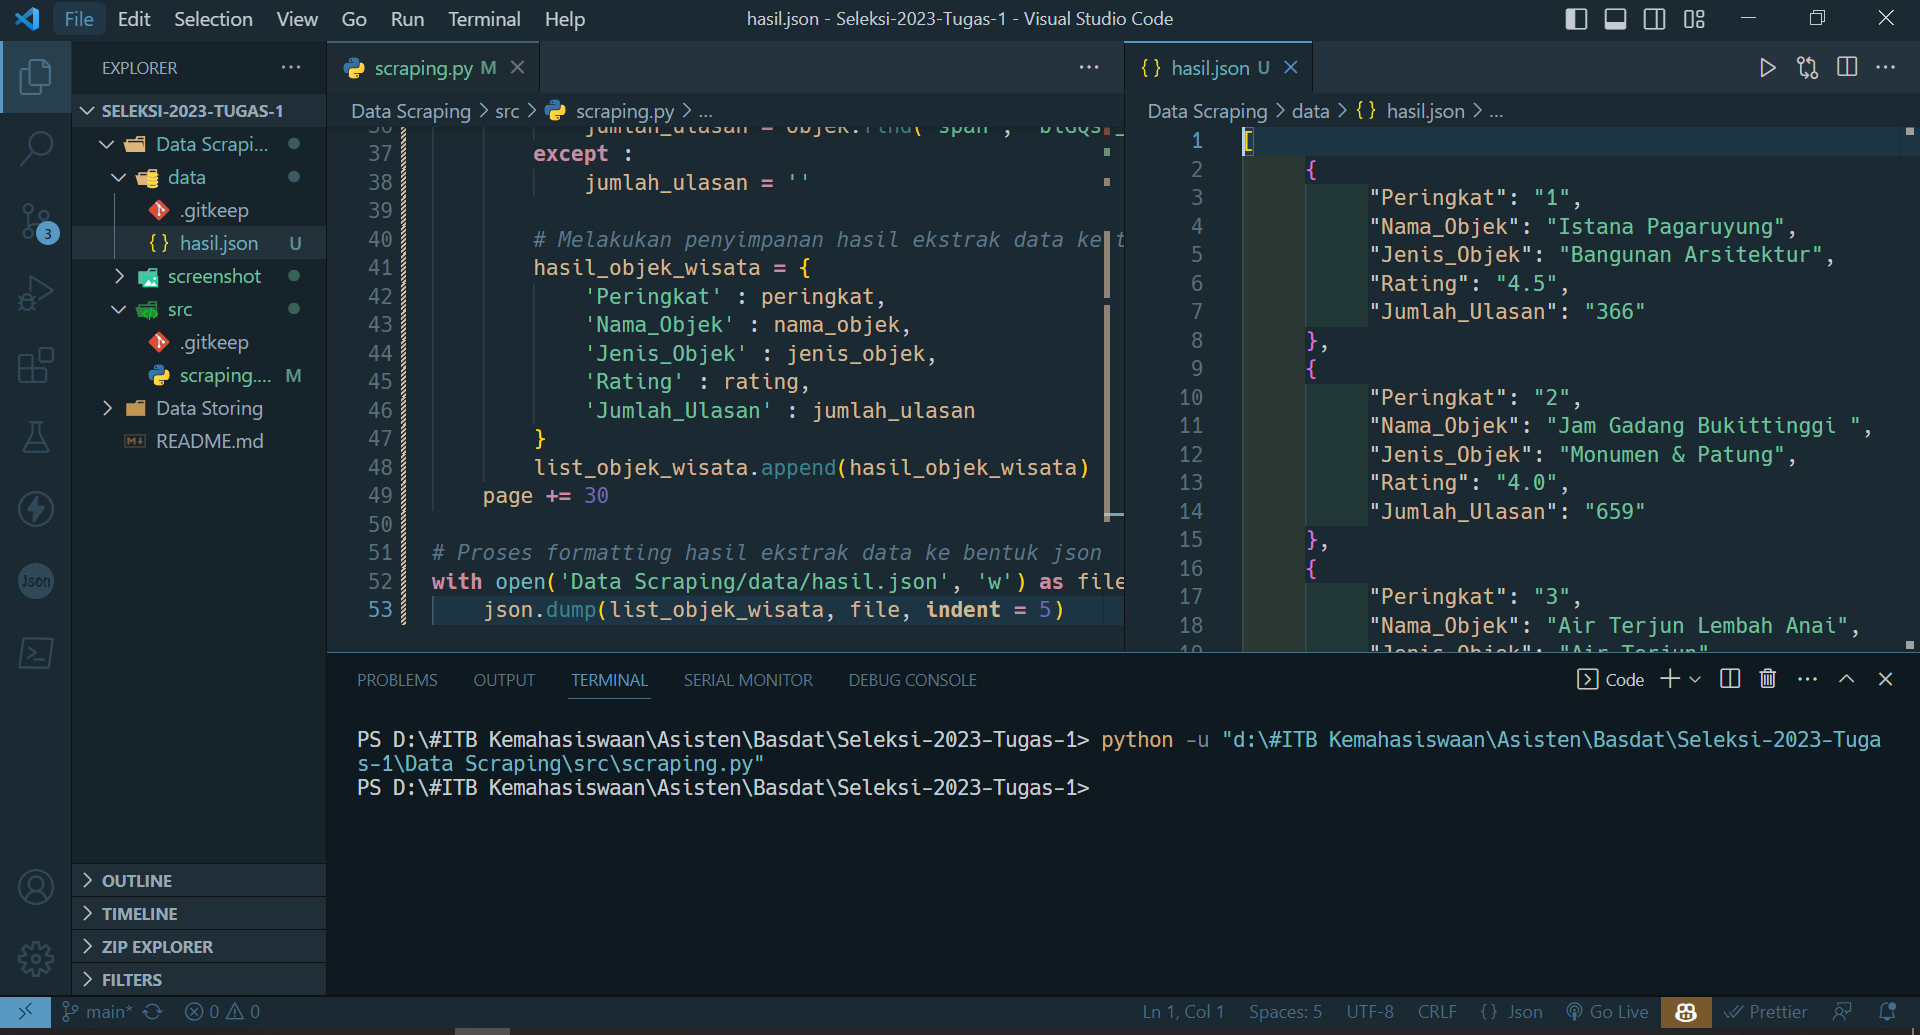 File Edit Selection View Go Run Terminal Help
hasil.json - Seleksi-2023-Tugas-1 - Visual Studio Code
EXPLORER
SELEKSI-2023-TUGAS-1
Data Scrapi...
data
.gitkeep
hasil.json U
screenshot
src
.gitkeep
scraping.... M
Data Storing
README.md
3
Json
OUTLINE
TIMELINE
ZIP EXPLORER
FILTERS
scraping.py M
Data Scraping > src > scraping.py > ...
37 except :
38 jumlah_ulasan = ''
39
40 # Melakukan penyimpanan hasil ekstrak data ke t
41 hasil_objek_wisata = {
42 'Peringkat' : peringkat,
43 'Nama_Objek' : nama_objek,
44 'Jenis_Objek' : jenis_objek,
45 'Rating' : rating,
46 'Jumlah_Ulasan' : jumlah_ulasan
47 }
48 list_objek_wisata.append(hasil_objek_wisata)
49 page += 30
50
51 # Proses formatting hasil ekstrak data ke bentuk json
52 with open('Data Scraping/data/hasil.json', 'w') as file
53 json.dump(list_objek_wisata, file, indent = 5)
{ } hasil.json U
Data Scraping > data > { } hasil.json > ...
1 [
2 {
3 "Peringkat": "1",
4 "Nama_Objek": "Istana Pagaruyung",
5 "Jenis_Objek": "Bangunan Arsitektur",
6 "Rating": "4.5",
7 "Jumlah_Ulasan": "366"
8 },
9 {
10 "Peringkat": "2",
11 "Nama_Objek": "Jam Gadang Bukittinggi ",
12 "Jenis_Objek": "Monumen & Patung",
13 "Rating": "4.0",
14 "Jumlah_Ulasan": "659"
15 },
16 {
17 "Peringkat": "3",
18 "Nama_Objek": "Air Terjun Lembah Anai",
19 "Jenis_Objek": "Air Terjun"
PROBLEMS OUTPUT TERMINAL SERIAL MONITOR DEBUG CONSOLE
Code
PS D:\#ITB Kemahasiswaan\Asisten\Basdat\Seleksi-2023-Tugas-1> python -u "d:\#ITB Kemahasiswaan\Asisten\Basdat\Seleksi-2023-Tuga
s-1\Data Scraping\src\scraping.py"
PS D:\#ITB Kemahasiswaan\Asisten\Basdat\Seleksi-2023-Tugas-1>
main* 0 0
Ln 1, Col 1 Spaces: 5 UTF-8 CRLF { } Json Go Live Prettier